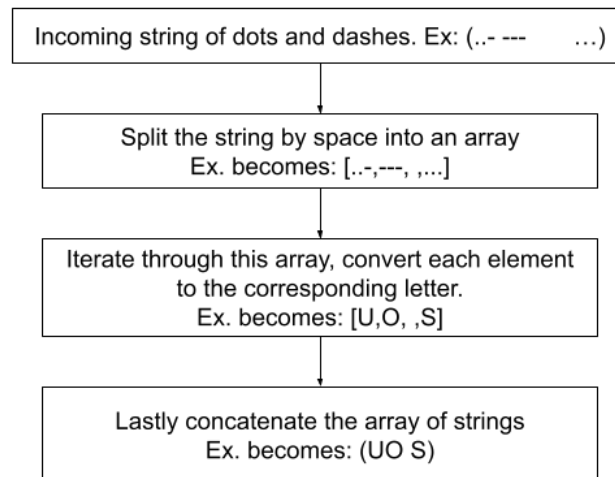 Incoming string of dots and dashes. Ex: (..- ---       ...)
Split the string by space into an array
Ex. becomes: [..-,---, ,...]
Iterate through this array, convert each element
to the corresponding letter.
Ex. becomes: [U,O, ,S]
Lastly concatenate the array of strings
Ex. becomes: (UO S)